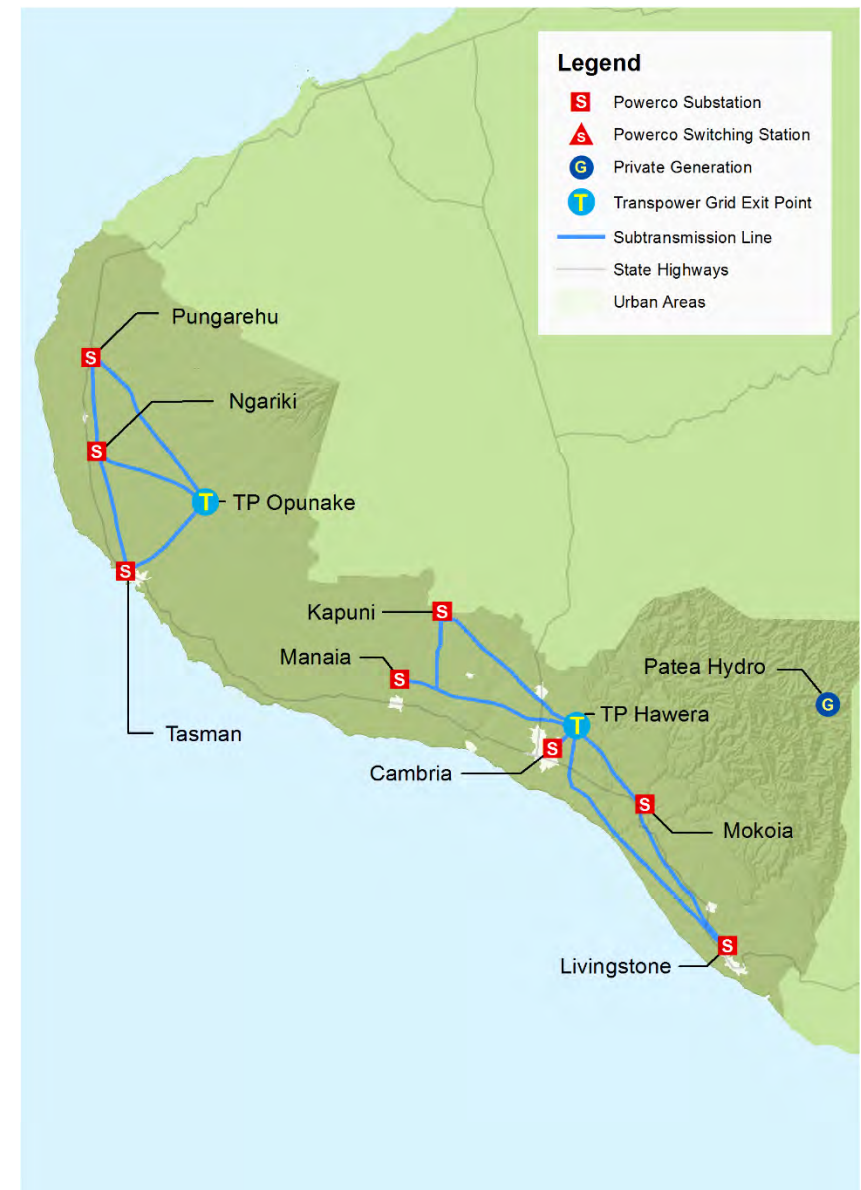 Legend
S Powerco Substation
S Powerco Switching Station
G Private Generation
T Transpower Grid Exit Point
Subtransmission Line
State Highways
Urban Areas
Pungarehu
S
Ngariki
S
T TP Opunake
S
Kapuni S
Manaia
S
Patea Hydro
G
TP Hawera
T
Tasman
S
Cambria
S
Mokoia
S
Livingstone